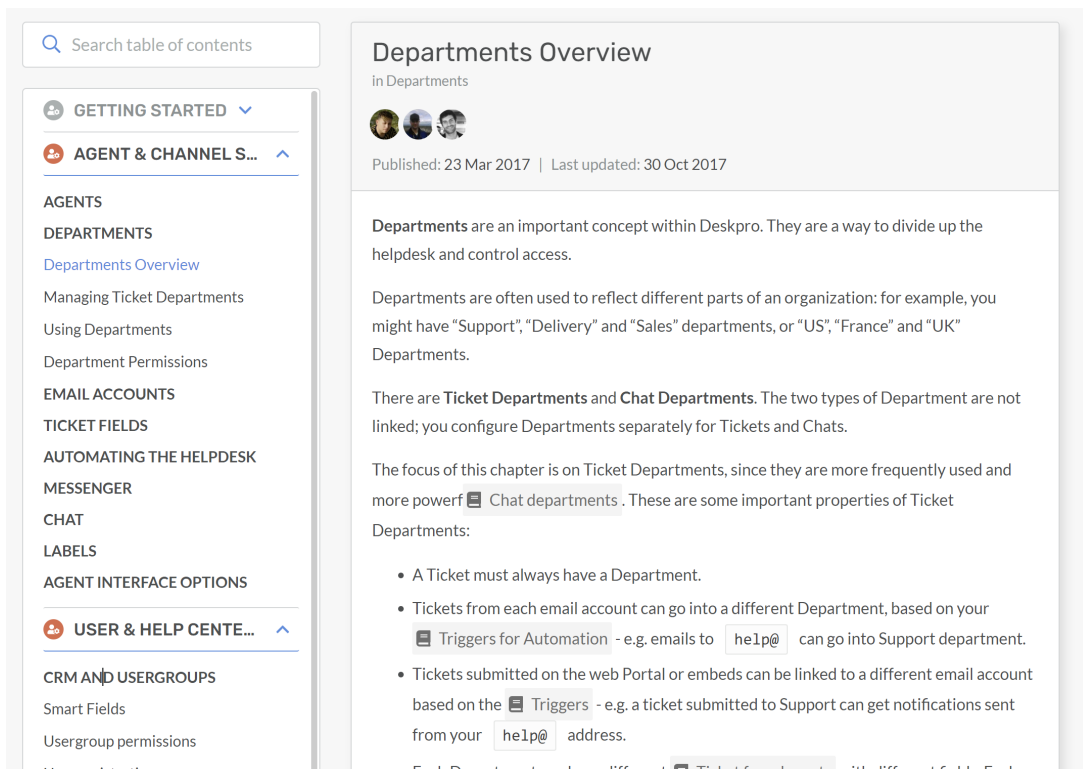 Search table of contents
GETTING STARTED
AGENT & CHANNEL S...
AGENTS
DEPARTMENTS
Departments Overview
Managing Ticket Departments
Using Departments
Department Permissions
EMAIL ACCOUNTS
TICKET FIELDS
AUTOMATING THE HELPDESK
MESSENGER
CHAT
LABELS
AGENT INTERFACE OPTIONS
USER & HELP CENTE...
CRM AND USERGROUPS
Smart Fields
Usergroup permissions
Departments Overview
in Departments
Published: 23 Mar 2017 | Last updated: 30 Oct 2017
Departments are an important concept within Deskpro. They are a way to divide up the
helpdesk and control access.
Departments are often used to reflect different parts of an organization: for example, you
might have “Support”, “Delivery” and “Sales” departments, or “US”, “France” and “UK”
Departments.
There are Ticket Departments and Chat Departments. The two types of Department are not
linked; you configure Departments separately for Tickets and Chats.
The focus of this chapter is on Ticket Departments, since they are more frequently used and
more powerf Chat departments . These are some important properties of Ticket
Departments:
• A Ticket must always have a Department.
• Tickets from each email account can go into a different Department, based on your
Triggers for Automation - e.g. emails to help@ can go into Support department.
• Tickets submitted on the web Portal or embeds can be linked to a different email account
based on the Triggers - e.g. a ticket submitted to Support can get notifications sent
from your help@ address.